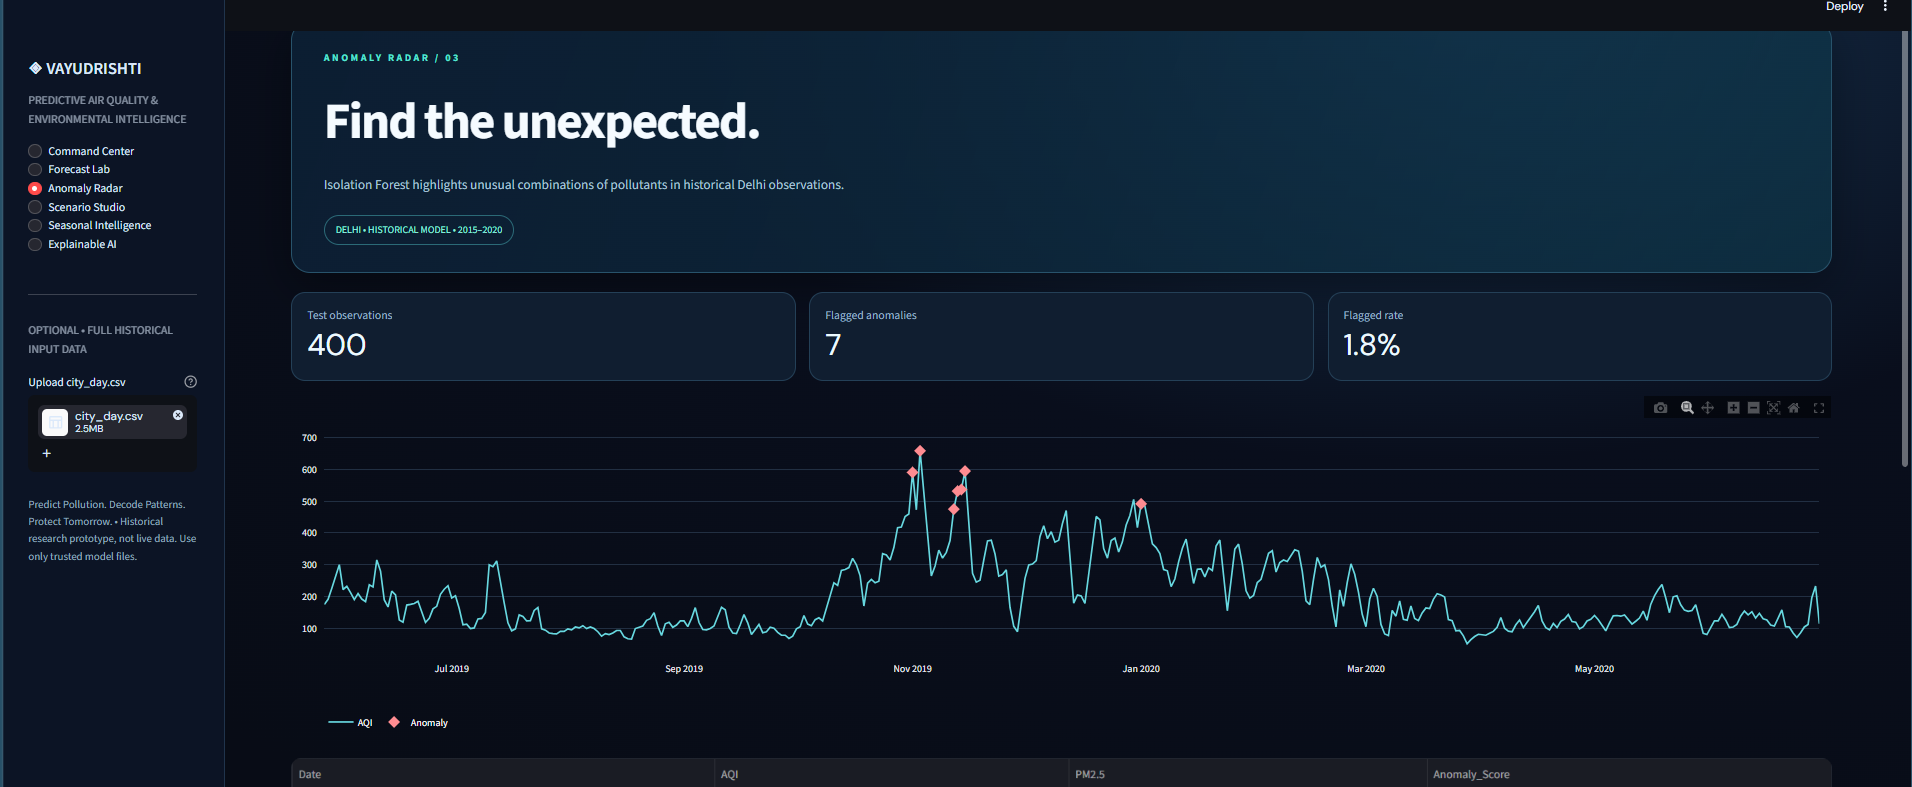 Deploy
VAYUDRISHTI
PREDICTIVE AIR QUALITY &
ENVIRONMENTAL INTELLIGENCE
Command Center
Forecast Lab
Anomaly Radar
Scenario Studio
Seasonal Intelligence
Explainable AI
OPTIONAL • FULL HISTORICAL
INPUT DATA
Upload city_day.csv
city_day.csv
2.5MB
+
Predict Pollution. Decode Patterns.
Protect Tomorrow. • Historical
research prototype, not live data. Use
only trusted model files.
ANOMALY RADAR / 03
Find the unexpected.
Isolation Forest highlights unusual combinations of pollutants in historical Delhi observations.
DELHI • HISTORICAL MODEL • 2015–2020
Test observations
400
Flagged anomalies
7
Flagged rate
1.8%
700
600
500
400
300
200
100
Jul 2019
Sep 2019
Nov 2019
Jan 2020
Mar 2020
May 2020
AQI
Anomaly
Date
AQI
PM2.5
Anomaly_Score